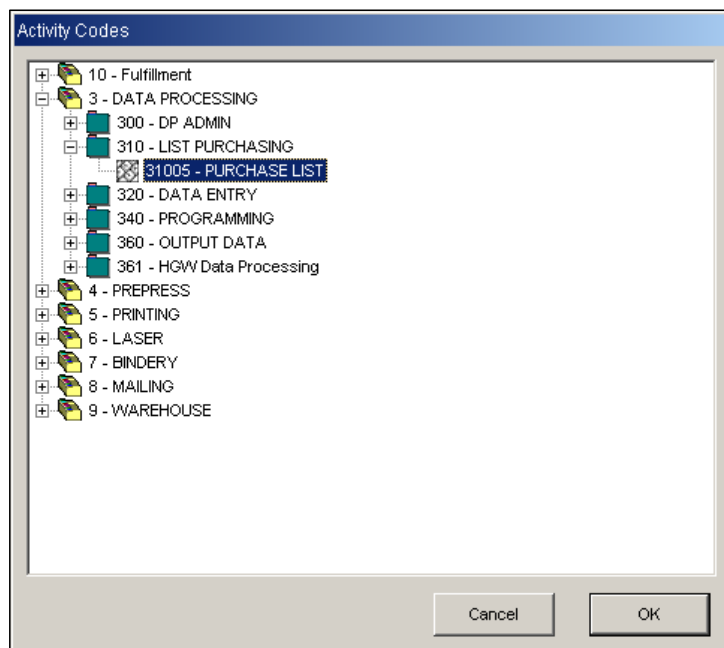 Activity Codes
10 - Fulfillment
3 - DATA PROCESSING
300 - DP ADMIN
310 - LIST PURCHASING
31005 - PURCHASE LIST
320 - DATA ENTRY
340 - PROGRAMMING
360 - OUTPUT DATA
361 - HGW Data Processing
4 - PREPRESS
5 - PRINTING
6 - LASER
7 - BINDERY
8 - MAILING
9 - WAREHOUSE
Cancel OK